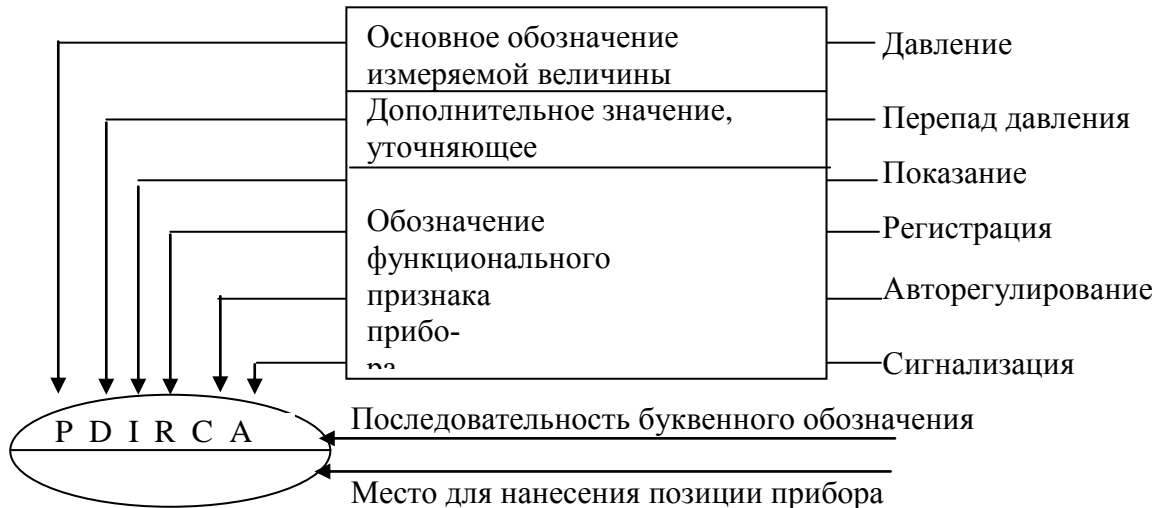 Основное обозначение
измеряемой величины
Давление
Дополнительное значение,
уточняющее
Перепад давления
Показание
Обозначение
функционального
признака
прибо-
ра
Регистрация
Авторегулирование
Сигнализация
P D I R C A
Последовательность буквенного обозначения
Место для нанесения позиции прибора